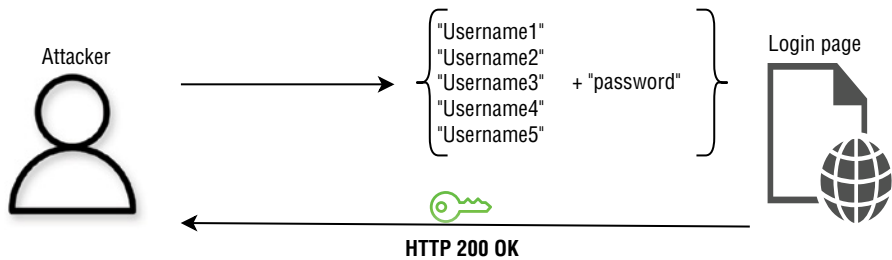 Attacker
"Username1"
"Username2"
"Username3" + "password"
"Username4"
"Username5"
Login page
HTTP 200 OK